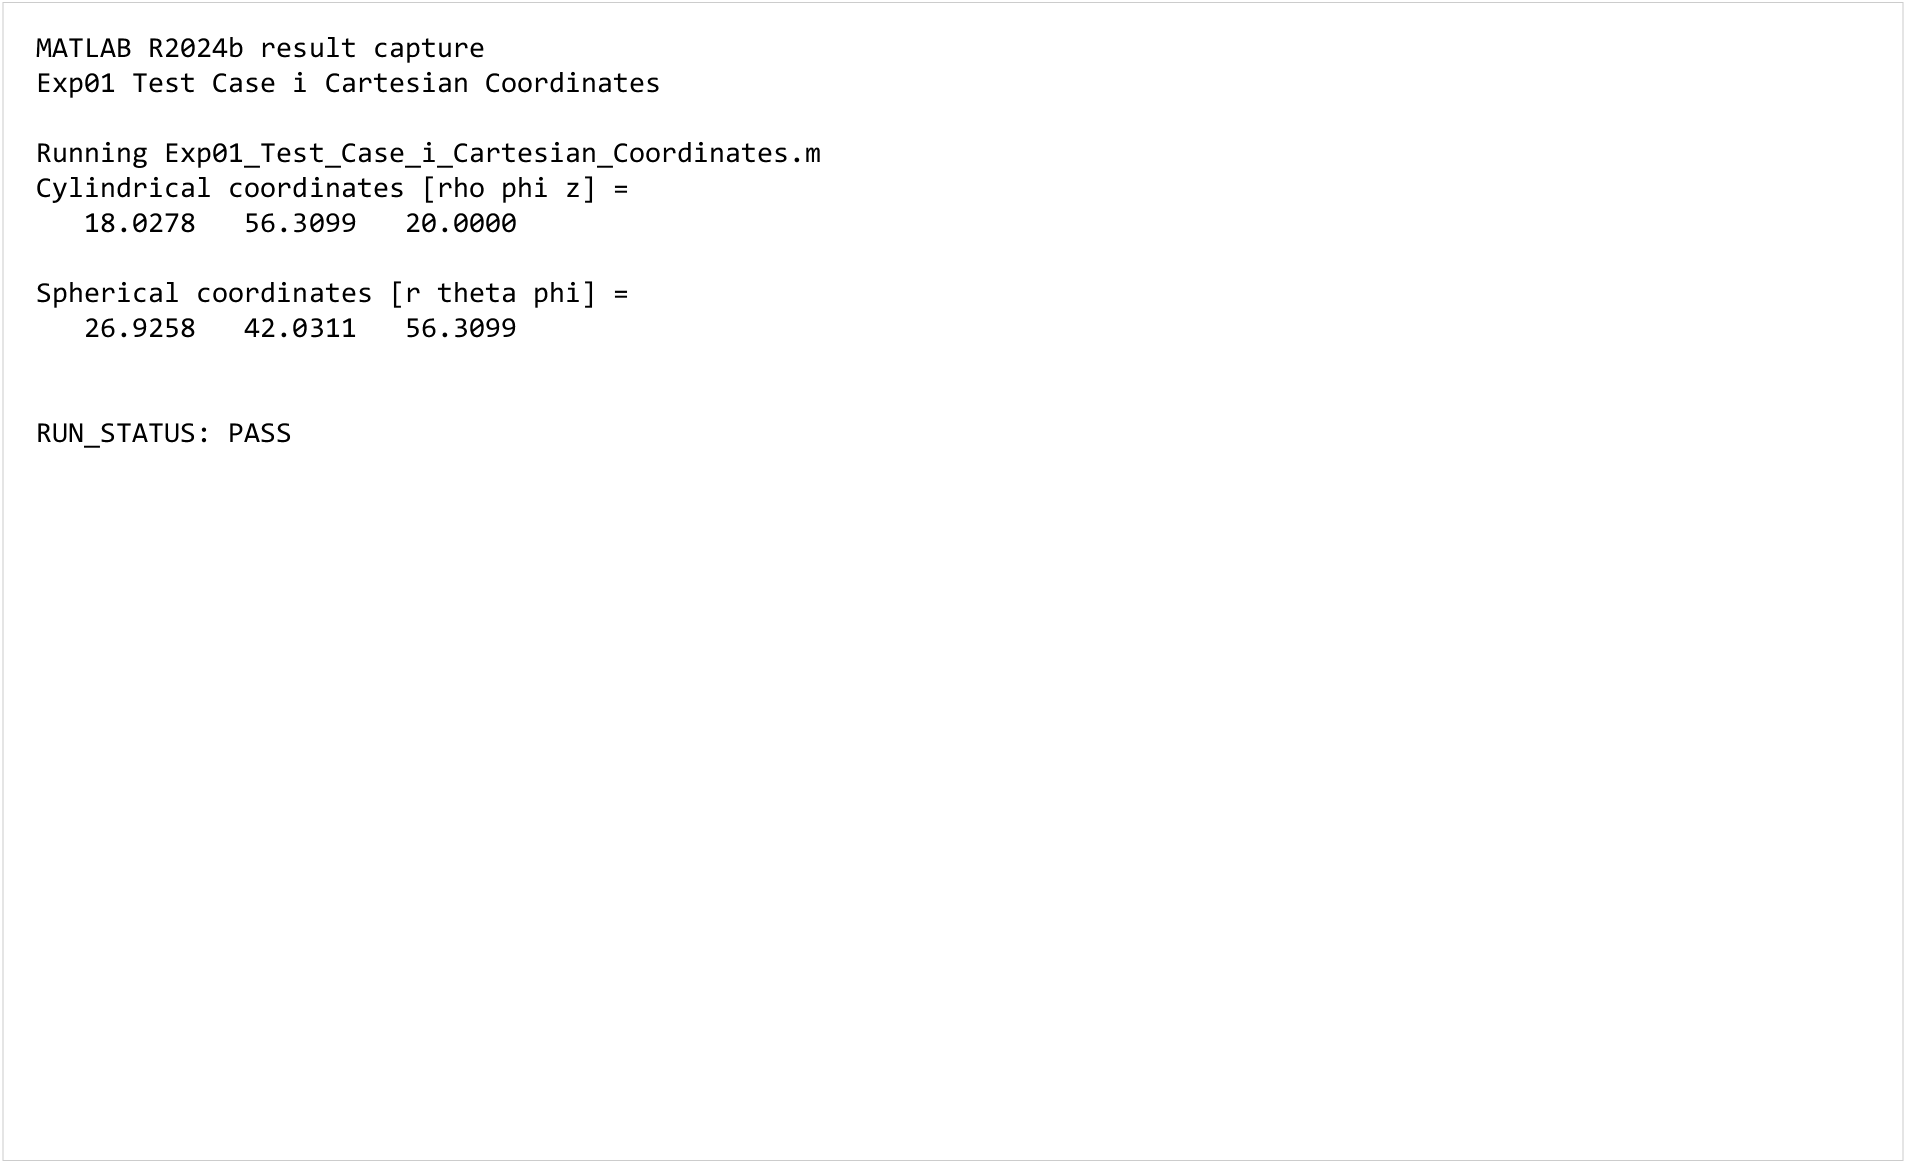 MATLAB R2024b result capture
Exp01 Test Case i Cartesian Coordinates
Running Exp01_Test_Case_i_Cartesian_Coordinates.m
Cylindrical coordinates [rho phi z] =
18.0278   56.3099   20.0000
Spherical coordinates [r theta phi] =
26.9258   42.0311   56.3099
RUN_STATUS: PASS